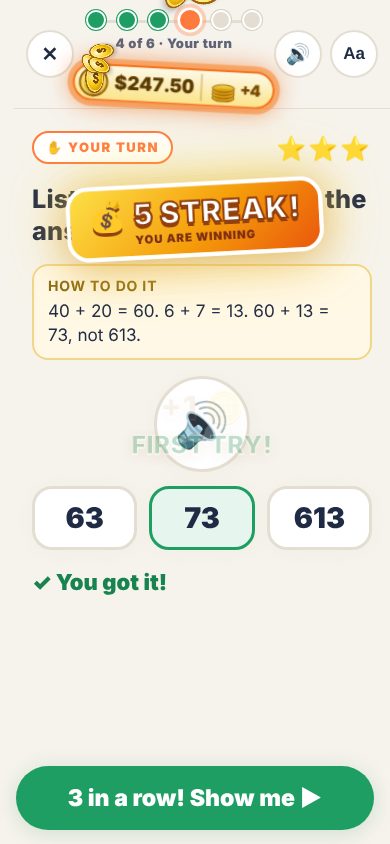 4 of 6 · Your turn
✕
$247.50
+4
Aa
YOUR TURN
the
5 STREAK!
YOU ARE WINNING
HOW TO DO IT
40 + 20 = 60. 6 + 7 = 13. 60 + 13 =
73, not 613.
FIRST TRY!
63
73
613
✓ You got it!
3 in a row! Show me ▶